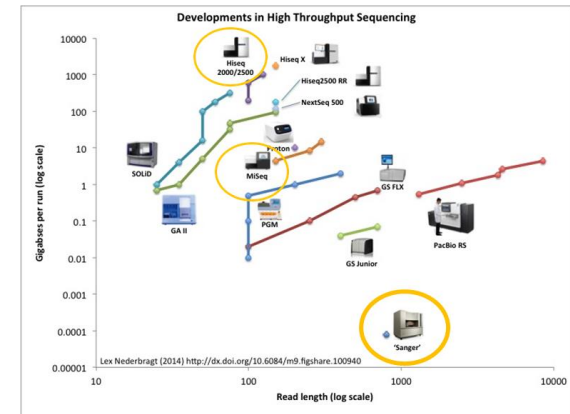 Developments in High Throughput Sequencing
Gigabses per run (log scale)
10000
1000
100
10
1
0.1
0.01
0.001
0.0001
0.00001
Hiseq
2000/2500
Hiseq X
Hiseq2500 RR
NextSeq 500
SOLiD
Proton
MiSeq
GS FLX
GA II
PGM
GS Junior
PacBio RS
'Sanger'
Lex Nederbragt (2014) http://dx.doi.org/10.6084/m9.figshare.100940
10
100
1000
10000
Read length (log scale)